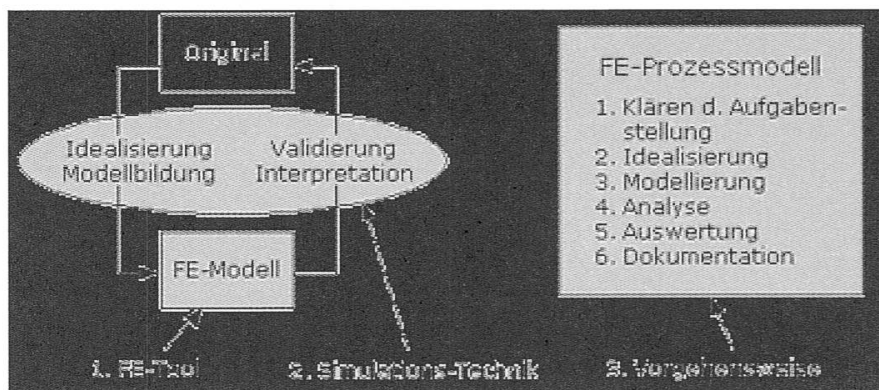 Original
Idealisierung
Modellbildung
Validierung
Interpretation
FE-Modell
1. FE-Tool
2. Simulations-Technik
FE-Prozessmodell
1. Klären d. Aufgaben-
stellung
2. Idealisierung
3. Modellierung
4. Analyse
5. Auswertung
6. Dokumentation
3. Vorgehensweise